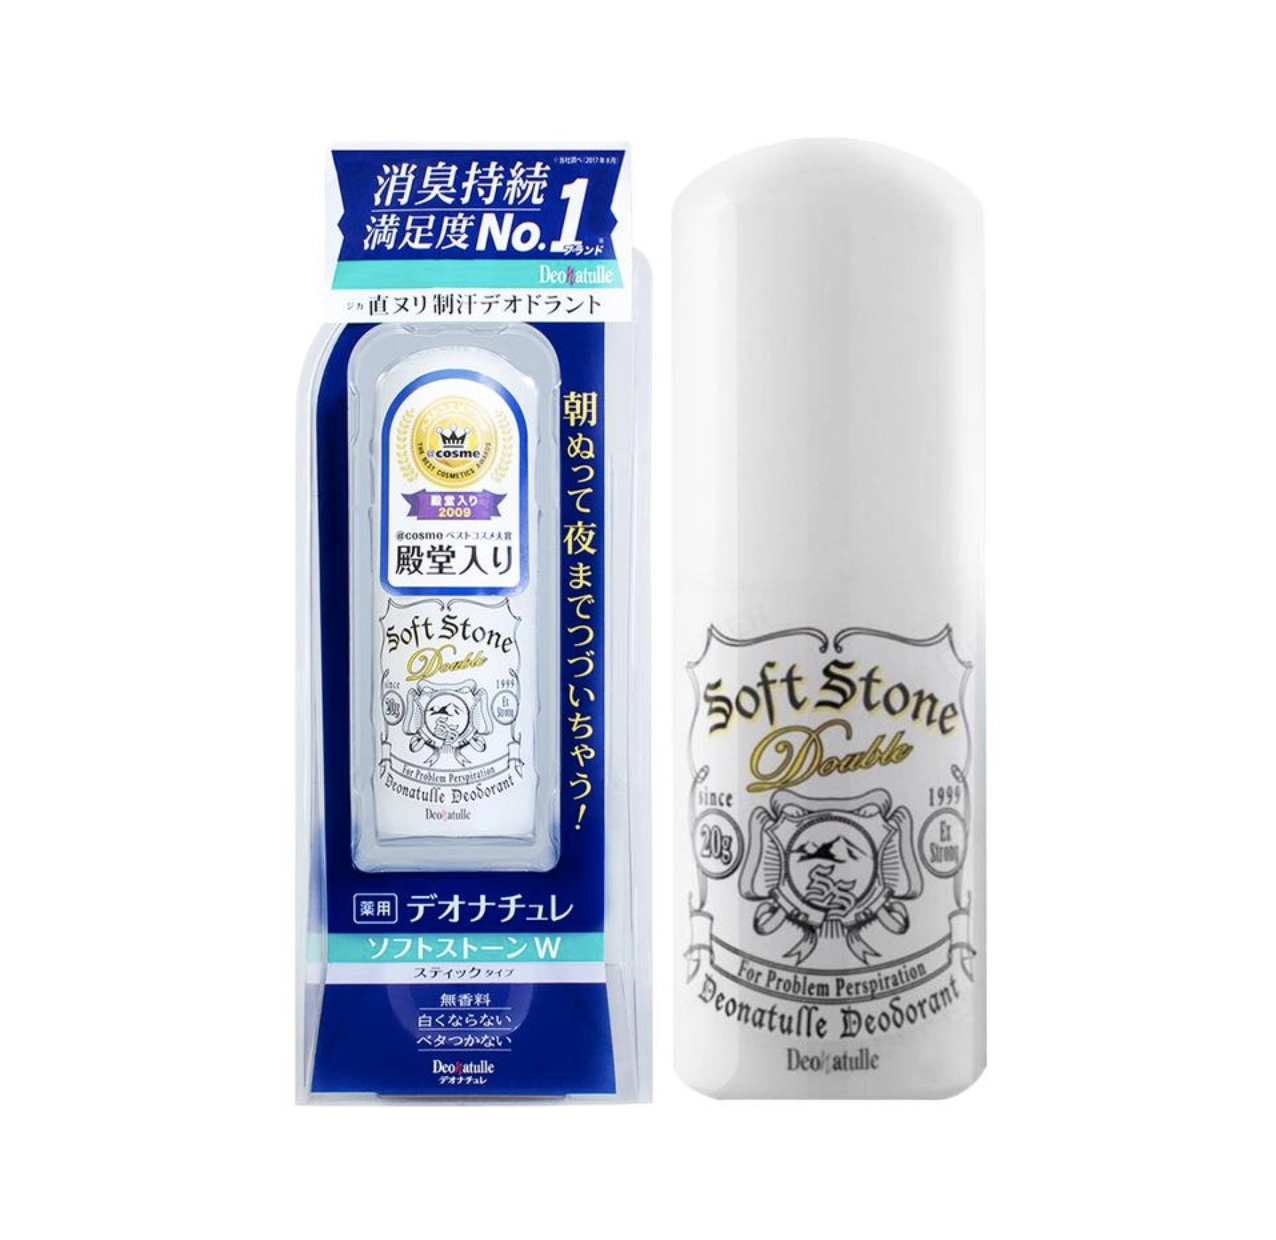 ※当社調べ/2017年8月
消臭持続
満足度No.1
ブランド※
Deonatulle
ジカ
直ヌリ制汗デオドラント
朝ぬって夜までつづいちゃう!
@cosme
THE BEST COSMETICS AWARDS
殿堂入り
2009
@cosme ベストコスメ大賞
殿堂入り
Soft Stone
Double
since 1999
20g Ex Strong
SS
For Problem Perspiration
Deonatulle Deodorant
Deonatulle
薬用 デオナチュレ
ソフトストーンW
スティックタイプ
無香料
白くならない
ベタつかない
Deonatulle
デオナチュレ
Soft Stone
Double
since 1999
20g Ex Strong
SS
For Problem Perspiration
Deonatulle Deodorant
Deonatulle